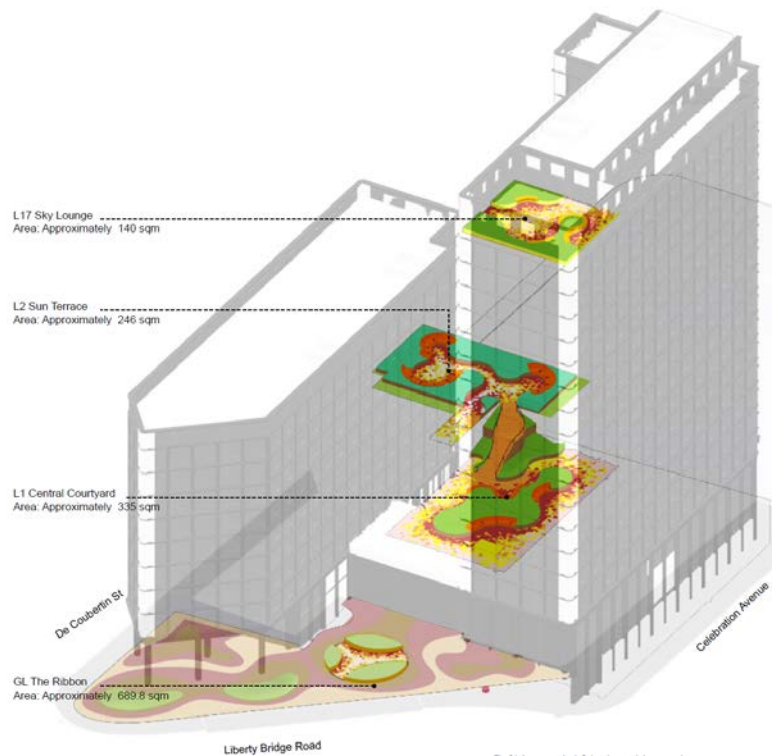 L17 Sky Lounge
Area: Approximately 140 sqm
L2 Sun Terrace
Area: Approximately 246 sqm
L1 Central Courtyard
Area: Approximately 335 sqm
De Coubertin St
Celebration Avenue
GL The Ribbon
Area: Approximately 689.8 sqm
Liberty Bridge Road